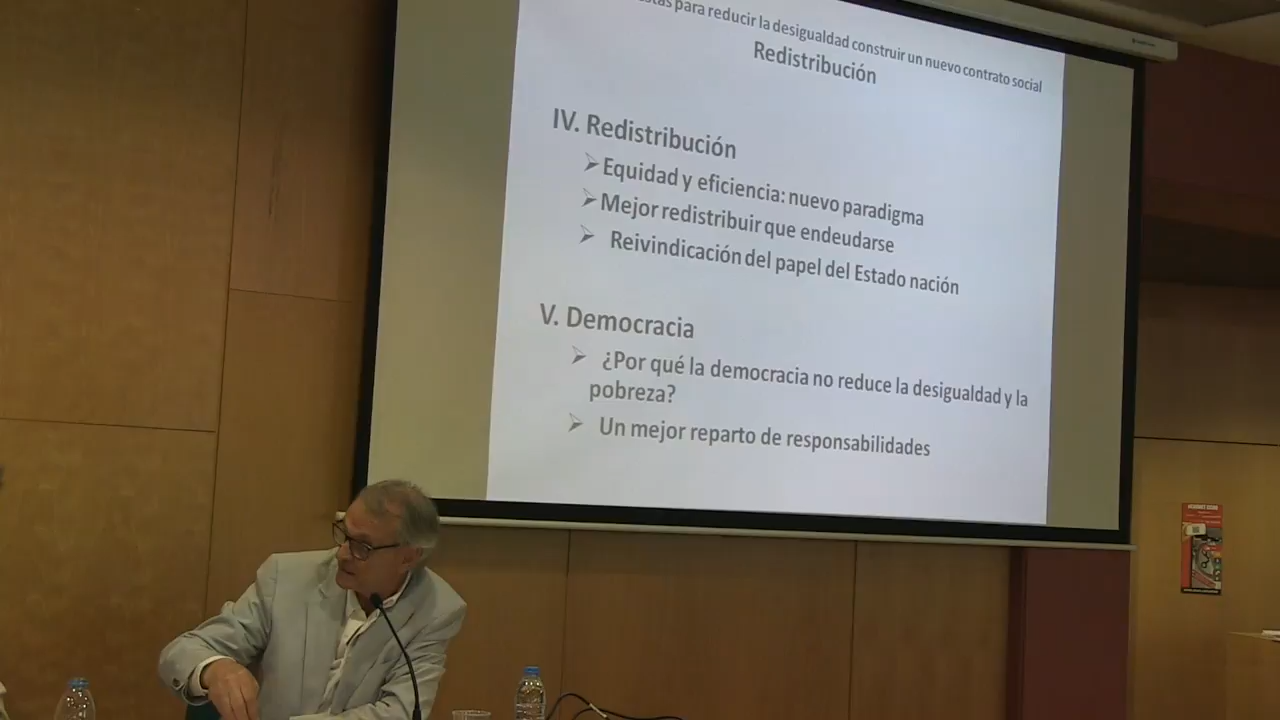 para reducir la desigualdad construir un nuevo contrato social
Redistribución
IV. Redistribución
➢ Equidad y eficiencia: nuevo paradigma
➢ Mejor redistribuir que endeudarse
➢ Reivindicación del papel del Estado nación
V. Democracia
➢ ¿Por qué la democracia no reduce la desigualdad y la
pobreza?
➢ Un mejor reparto de responsabilidades